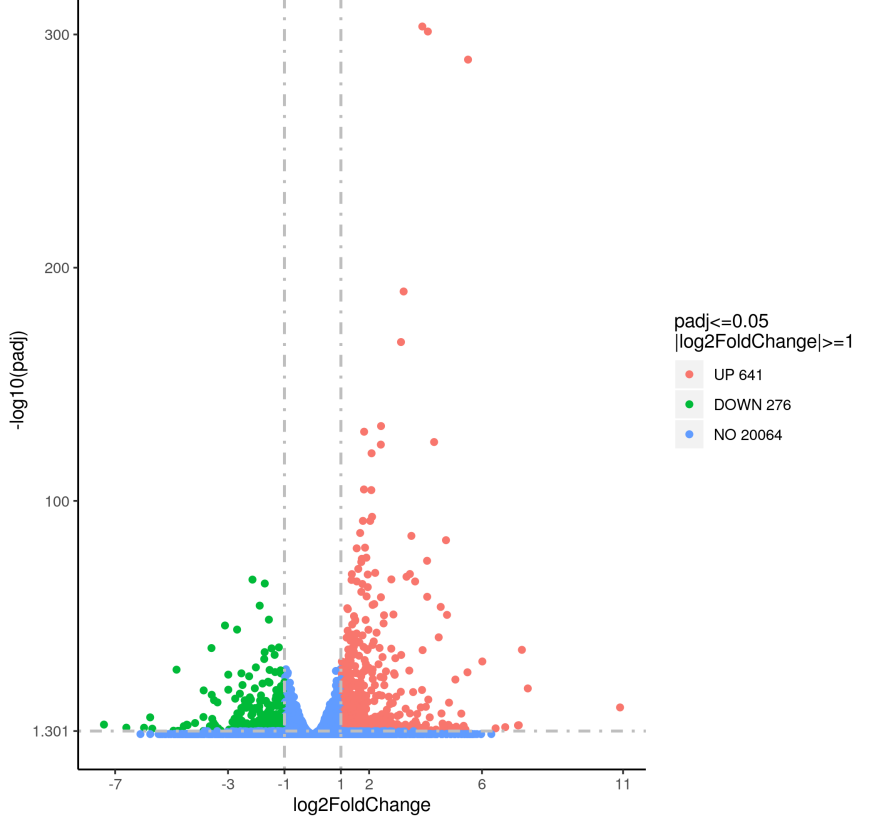 300
200
100
1.301
-log10(padj)
-7
-3
-1
1
2
6
11
log2FoldChange
padj<=0.05
|log2FoldChange|>=1
UP 641
DOWN 276
NO 20064